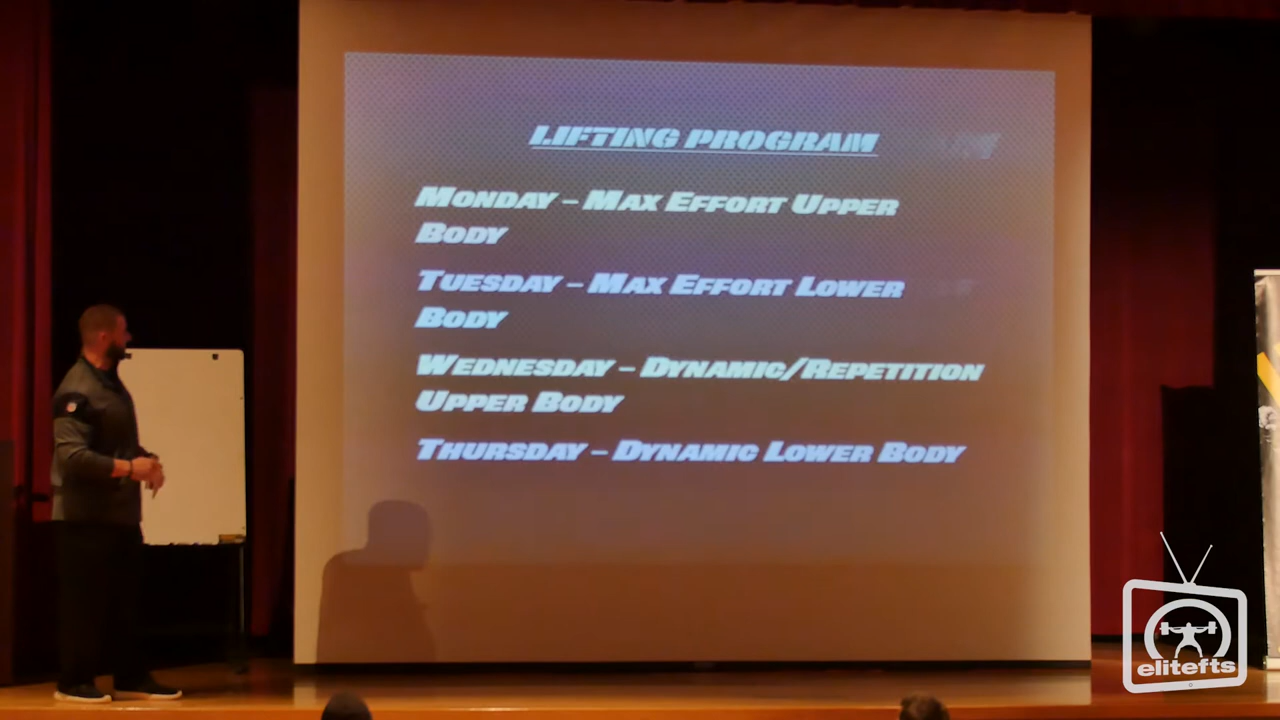 LIFTING PROGRAM
MONDAY – MAX EFFORT UPPER
BODY
TUESDAY – MAX EFFORT LOWER
BODY
WEDNESDAY – DYNAMIC/REPETITION
UPPER BODY
THURSDAY – DYNAMIC LOWER BODY
elitefts